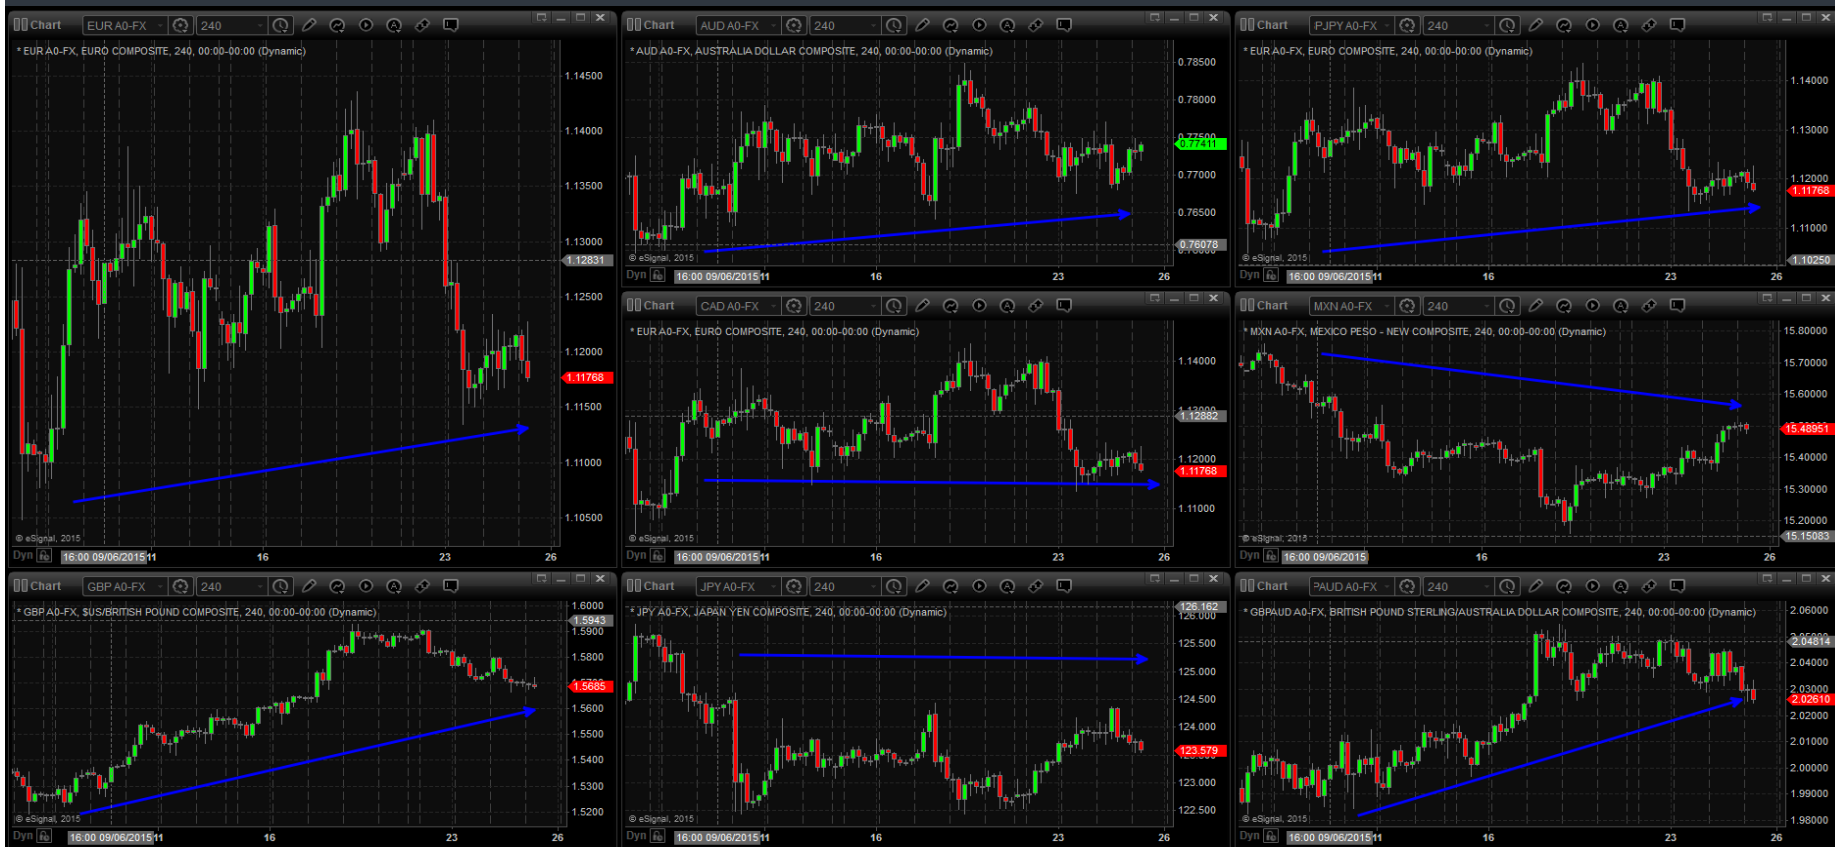 Chart EUR A0-FX 240
* EUR A0-FX, EURO COMPOSITE, 240, 00:00-00:00 (Dynamic)
1.14500
1.14000
1.13500
1.13000
1.12831
1.12500
1.12000
1.11768
1.11500
1.11000
1.10500
© eSignal, 2015
Dyn 16:00 09/06/2015 11 16 23 26
Chart AUD A0-FX 240
* AUD A0-FX, AUSTRALIA DOLLAR COMPOSITE, 240, 00:00-00:00 (Dynamic)
0.78500
0.78000
0.77500
0.77411
0.77000
0.76500
0.76078
© eSignal, 2015
Dyn 16:00 09/06/2015 11 16 23 26
Chart PJPY A0-FX 240
* EUR A0-FX, EURO COMPOSITE, 240, 00:00-00:00 (Dynamic)
1.14000
1.13000
1.12000
1.11768
1.11000
1.10250
© eSignal, 2015
Dyn 16:00 09/06/2015 11 16 23 26
Chart CAD A0-FX 240
* EUR A0-FX, EURO COMPOSITE, 240, 00:00-00:00 (Dynamic)
1.14000
1.12882
1.12000
1.11768
1.11000
© eSignal, 2015
Dyn 16:00 09/06/2015 11 16 23 26
Chart MXN A0-FX 240
* MXN A0-FX, MEXICO PESO - NEW COMPOSITE, 240, 00:00-00:00 (Dynamic)
15.80000
15.70000
15.60000
15.48951
15.40000
15.30000
15.20000
15.15083
© eSignal, 2015
Dyn 16:00 09/06/2015 16 23 26
Chart GBP A0-FX 240
* GBP A0-FX, $US/BRITISH POUND COMPOSITE, 240, 00:00-00:00 (Dynamic)
1.6000
1.5943
1.5900
1.5800
1.5685
1.5600
1.5500
1.5400
1.5300
1.5200
© eSignal, 2015
Dyn 16:00 09/06/2015 11 16 23 26
Chart JPY A0-FX 240
* JPY A0-FX, JAPAN YEN COMPOSITE, 240, 00:00-00:00 (Dynamic)
126.162
126.000
125.500
125.000
124.500
124.000
123.579
123.000
122.500
© eSignal, 2015
Dyn 16:00 09/06/2015 11 16 23 26
Chart PAUD A0-FX 240
* GBPAUD A0-FX, BRITISH POUND STERLING/AUSTRALIA DOLLAR COMPOSITE, 240, 00:00-00:00 (Dynamic)
2.06000
2.04814
2.04000
2.03000
2.02610
2.02000
2.01000
2.00000
1.99000
1.98000
© eSignal, 2015
Dyn 16:00 09/06/2015 11 16 23 26